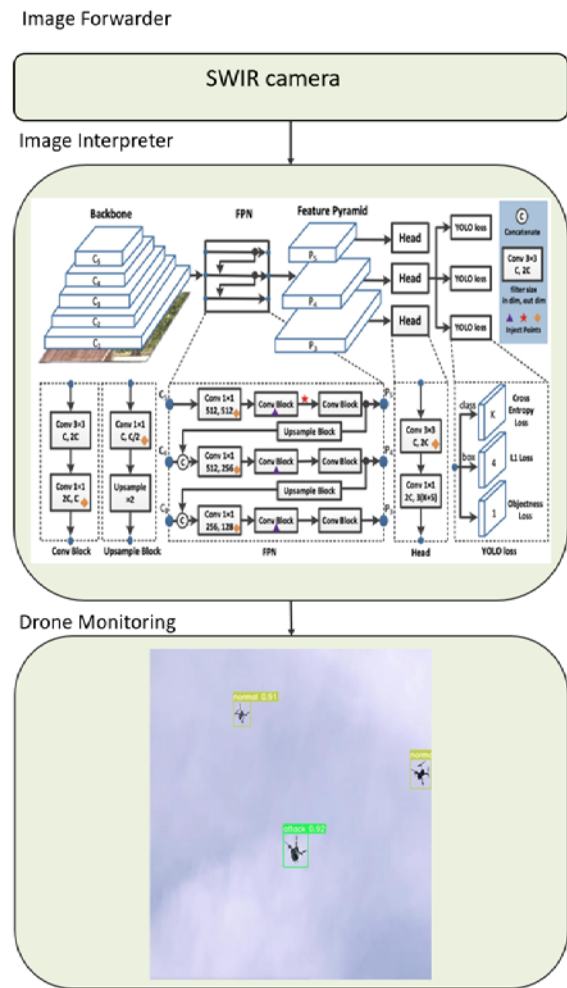 Image Forwarder
SWIR camera
Image Interpreter
Backbone
FPN
Feature Pyramid
C
Concatenate
Conv 3×3
C, 2C
filter size
in dim, out dim
Inject Points
C5
C4
C3
C2
C1
P5
P4
P3
Head
Head
Head
YOLO loss
YOLO loss
YOLO loss
Conv 3×3
C, 2C
Conv 1×1
2C, C
Conv Block
Conv 1×1
C, C/2
Upsample
×2
Upsample Block
Conv 1×1
512, 512
Conv Block
Conv Block
Upsample Block
C
Conv 1×1
512, 256
Conv Block
Conv Block
Upsample Block
C
Conv 1×1
256, 128
Conv Block
Conv Block
FPN
Conv 3×3
C, 2C
Conv 1×1
2C, 3(K+5)
Head
class
K
Cross
Entropy
Loss
box
4
L1 Loss
1
Objectness
Loss
YOLO loss
Drone Monitoring
normal 0.91
attack 0.92